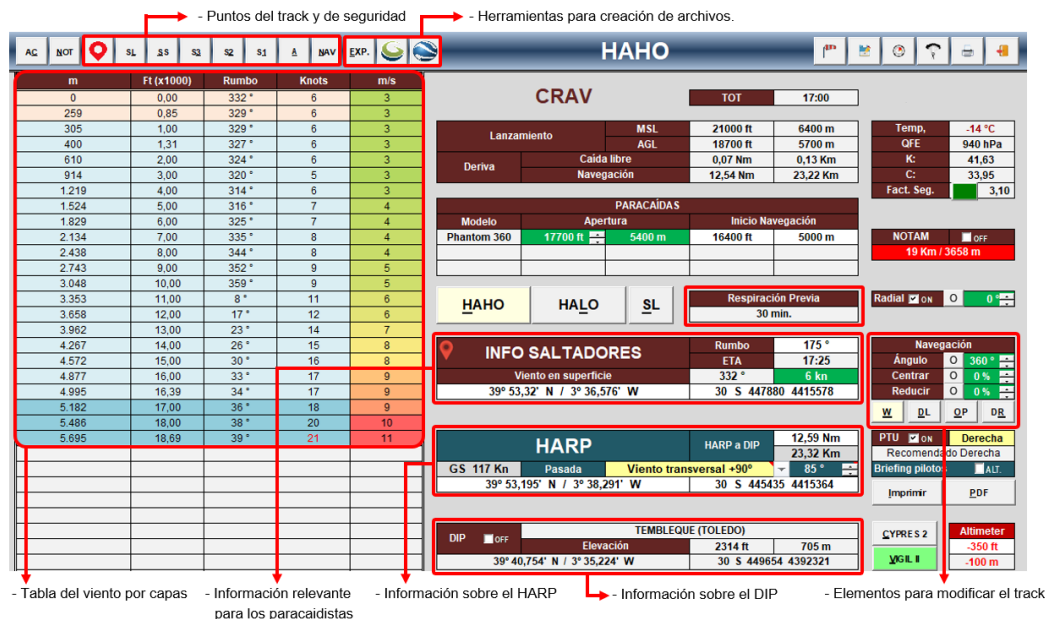 - Puntos del track y de seguridad
- Herramientas para creación de archivos.
AC NOT SL SS S3 S2 S1 A NAV EXP. HAHO
m Ft (x1000) Rumbo Knots m/s
0 0,00 332 ° 6 3
259 0,85 329 ° 6 3
305 1,00 329 ° 6 3
400 1,31 327 ° 6 3
610 2,00 324 ° 6 3
914 3,00 320 ° 5 3
1.219 4,00 314 ° 6 3
1.524 5,00 316 ° 7 4
1.829 6,00 325 ° 7 4
2.134 7,00 335 ° 8 4
2.438 8,00 344 ° 8 4
2.743 9,00 352 ° 9 5
3.048 10,00 359 ° 9 5
3.353 11,00 8 ° 11 6
3.658 12,00 17 ° 12 6
3.962 13,00 23 ° 14 7
4.267 14,00 26 ° 15 8
4.572 15,00 30 ° 16 8
4.877 16,00 33 ° 17 9
4.995 16,39 34 ° 17 9
5.182 17,00 36 ° 18 9
5.486 18,00 38 ° 20 10
5.695 18,69 39 ° 21 11
CRAV TOT 17:00
Lanzamiento MSL 21000 ft 6400 m
AGL 18700 ft 5700 m
Deriva Caida libre 0,07 Nm 0,13 Km
Navegación 12,54 Nm 23,22 Km
Temp, -14 °C
QFE 940 hPa
K: 41,63
C: 33,95
Fact. Seg. 3,10
PARACAÍDAS
Modelo Apertura Inicio Navegación
Phantom 360 17700 ft 5400 m 16400 ft 5000 m
NOTAM OFF
19 Km / 3658 m
HAHO HALO SL
Respiración Previa
30 min.
Radial ON O 0 °
INFO SALTADORES Rumbo 175 °
ETA 17:25
Viento en superficie 332 ° 6 kn
39º 53,32' N / 3º 36,576' W 30 S 447880 4415578
Navegación
Ángulo O 360 °
Centrar O 0 %
Reducir O 0 %
W DL OP DR
HARP HARP a DIP 12,59 Nm
23,32 Km
GS 117 Kn Pasada Viento transversal +90º 85 °
39º 53,195' N / 3º 38,291' W 30 S 445435 4415364
PTU ON Derecha
Recomendado Derecha
Briefing pilotos ALT.
Imprimir PDF
DIP OFF TEMBLEQUE (TOLEDO)
Elevación 2314 ft 705 m
39º 40,754' N / 3º 35,224' W 30 S 449654 4392321
CYPRES 2 Altimeter
-350 ft
VIGIL II -100 m
- Tabla del viento por capas
- Información relevante
para los paracaidistas
- Información sobre el HARP
- Información sobre el DIP
- Elementos para modificar el track